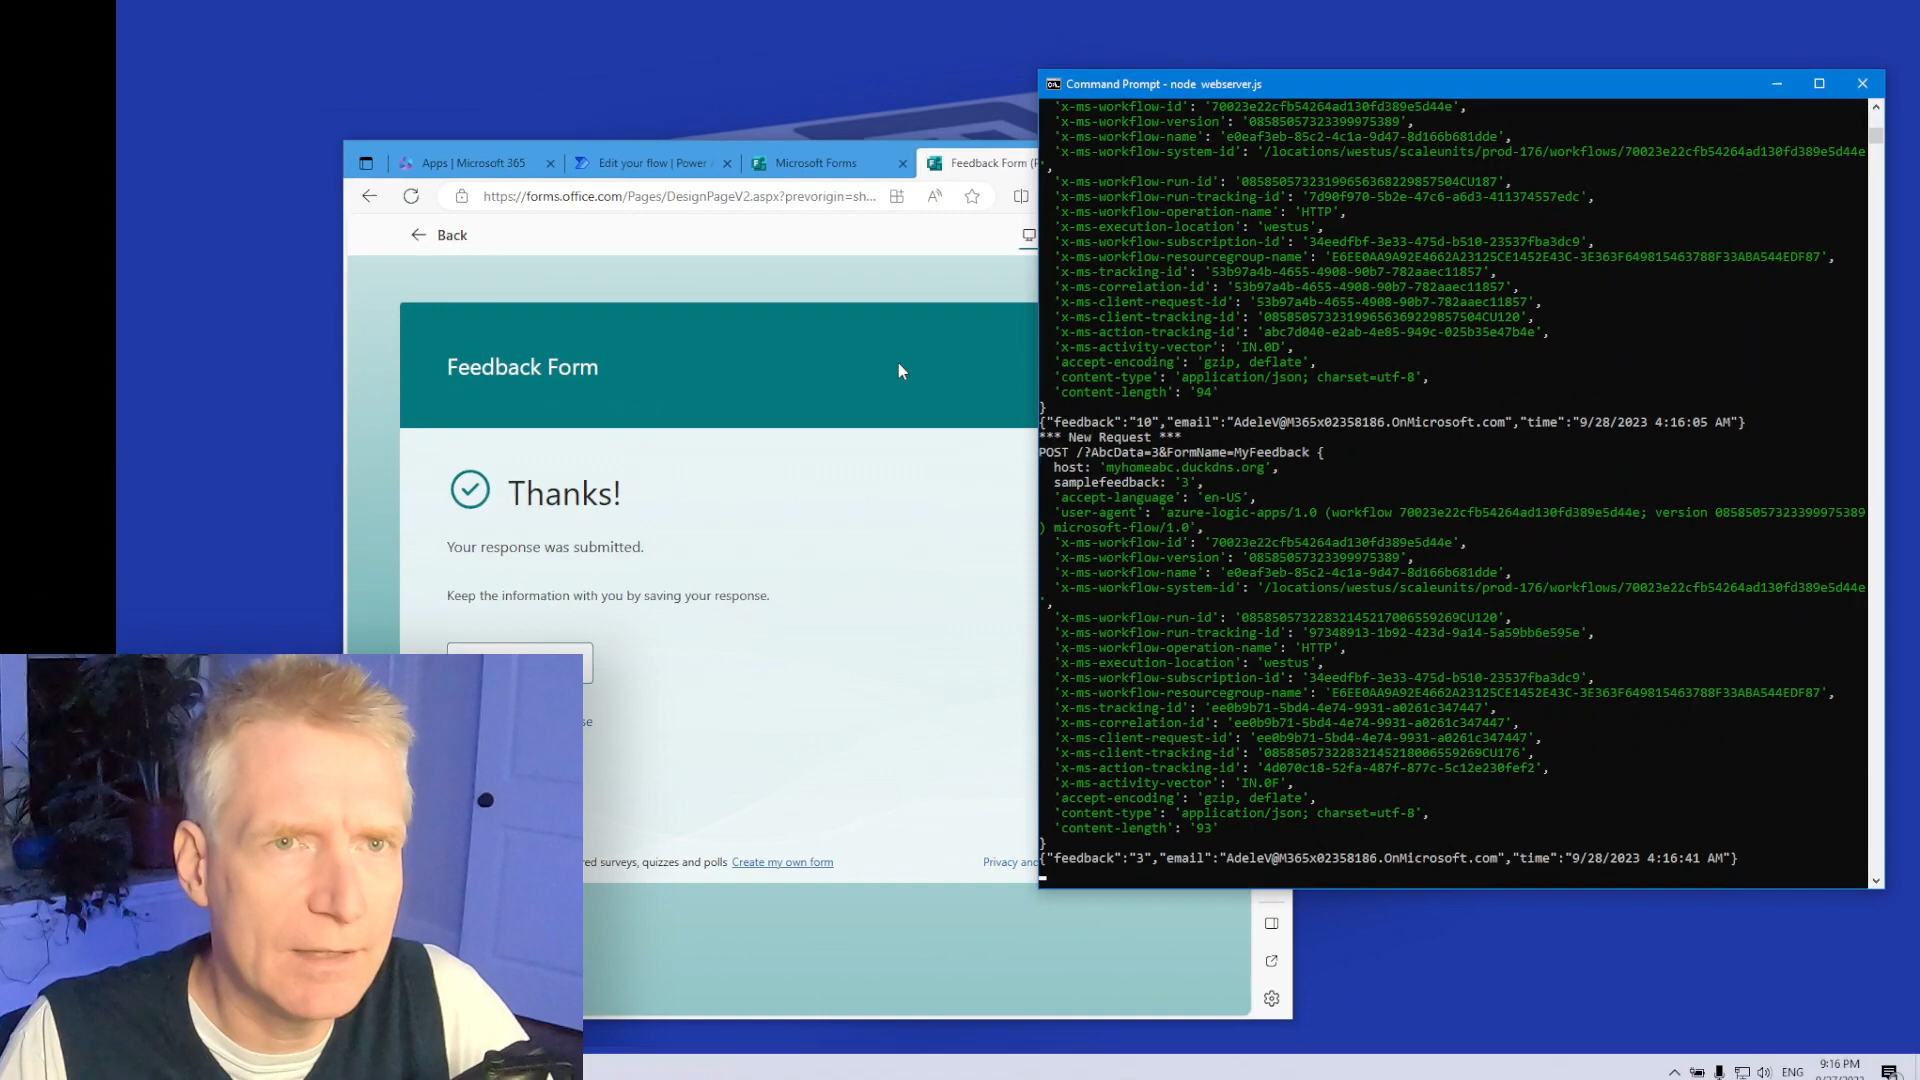 Command Prompt - node webserver.js
'x-ms-workflow-id': '70023e22cfb54264ad130fd389e5d44e',
'x-ms-workflow-version': '08585057323399975389',
'x-ms-workflow-name': 'e0eaf3eb-85c2-4c1a-9d47-8d166b681dde',
'x-ms-workflow-system-id': '/locations/westus/scaleunits/prod-176/workflows/70023e22cfb54264ad130fd389e5d44e
',
'x-ms-workflow-run-id': '08585057323199656368229857504CU187',
'x-ms-workflow-run-tracking-id': '7d90f970-5b2e-47c6-a6d3-411374557edc',
'x-ms-workflow-operation-name': 'HTTP',
'x-ms-execution-location': 'westus',
'x-ms-workflow-subscription-id': '34eedfbf-3e33-475d-b510-23537fba3dc9',
'x-ms-workflow-resourcegroup-name': 'E6EE0AA9A92E4662A23125CE1452E43C-3E363F649815463788F33ABA544EDF87',
'x-ms-tracking-id': '53b97a4b-4655-4908-90b7-782aaec11857',
'x-ms-correlation-id': '53b97a4b-4655-4908-90b7-782aaec11857',
'x-ms-client-request-id': '53b97a4b-4655-4908-90b7-782aaec11857',
'x-ms-client-tracking-id': '08585057323199656369229857504CU120',
'x-ms-action-tracking-id': 'abc7d040-e2ab-4e85-949c-025b35e47b4e',
'x-ms-activity-vector': 'IN.0D',
'accept-encoding': 'gzip, deflate',
'content-type': 'application/json; charset=utf-8',
'content-length': '94'
}
{"feedback":"10","email":"AdeleV@M365x02358186.OnMicrosoft.com","time":"9/28/2023 4:16:05 AM"}
*** New Request ***
POST /?AbcData=3&FormName=MyFeedback {
host: 'myhomeabc.duckdns.org',
samplefeedback: '3',
'accept-language': 'en-US',
'user-agent': 'azure-logic-apps/1.0 (workflow 70023e22cfb54264ad130fd389e5d44e; version 08585057323399975389
) microsoft-flow/1.0',
'x-ms-workflow-id': '70023e22cfb54264ad130fd389e5d44e',
'x-ms-workflow-version': '08585057323399975389',
'x-ms-workflow-name': 'e0eaf3eb-85c2-4c1a-9d47-8d166b681dde',
'x-ms-workflow-system-id': '/locations/westus/scaleunits/prod-176/workflows/70023e22cfb54264ad130fd389e5d44e
',
'x-ms-workflow-run-id': '08585057322832145217006559269CU120',
'x-ms-workflow-run-tracking-id': '97348913-1b92-423d-9a14-5a59bb6e595e',
'x-ms-workflow-operation-name': 'HTTP',
'x-ms-execution-location': 'westus',
'x-ms-workflow-subscription-id': '34eedfbf-3e33-475d-b510-23537fba3dc9',
'x-ms-workflow-resourcegroup-name': 'E6EE0AA9A92E4662A23125CE1452E43C-3E363F649815463788F33ABA544EDF87',
'x-ms-tracking-id': 'ee0b9b71-5bd4-4e74-9931-a0261c347447',
'x-ms-correlation-id': 'ee0b9b71-5bd4-4e74-9931-a0261c347447',
'x-ms-client-request-id': 'ee0b9b71-5bd4-4e74-9931-a0261c347447',
'x-ms-client-tracking-id': '08585057322832145218006559269CU176',
'x-ms-action-tracking-id': '4d070c18-52fa-487f-877c-5c12e230fef2',
'x-ms-activity-vector': 'IN.0F',
'accept-encoding': 'gzip, deflate',
'content-type': 'application/json; charset=utf-8',
'content-length': '93'
}
{"feedback":"3","email":"AdeleV@M365x02358186.OnMicrosoft.com","time":"9/28/2023 4:16:41 AM"}
Apps | Microsoft 365
Edit your flow | Power
Microsoft Forms
Feedback Form (P
https://forms.office.com/Pages/DesignPageV2.aspx?prevorigin=sh...
Back
Feedback Form
Thanks!
Your response was submitted.
Keep the information with you by saving your response.
se
red surveys, quizzes and polls Create my own form
Privacy and
ENG
9:16 PM